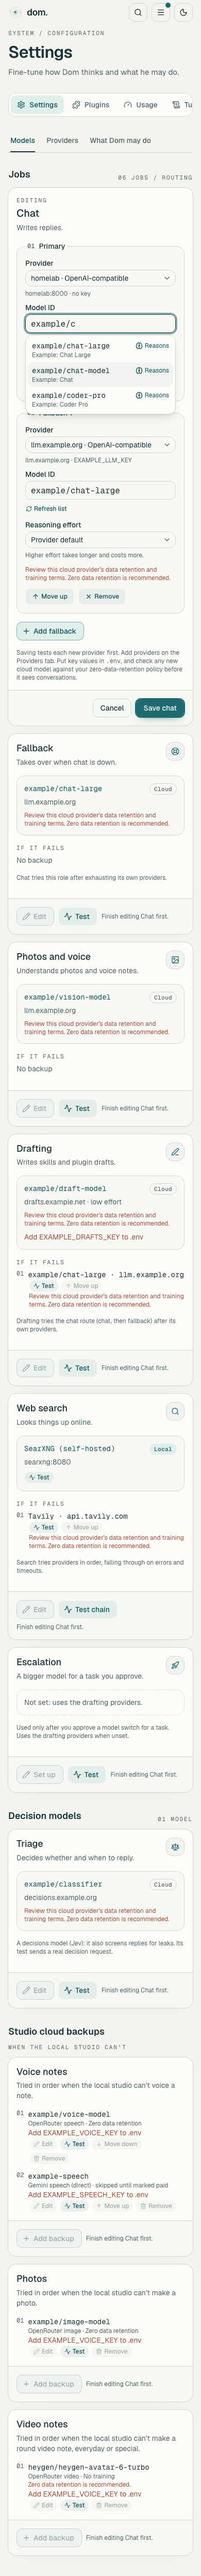 dom.
SYSTEM / CONFIGURATION
Settings
Fine-tune how Dom thinks and what he may do.
Settings
Plugins
Usage
Tu
Models
Providers
What Dom may do
Jobs
06 JOBS / ROUTING
EDITING
Chat
Writes replies.
01 Primary
Provider
homelab · OpenAI-compatible
homelab:8000 · no key
Model ID
example/c
example/chat-large
Reasons
Example: Chat Large
example/chat-model
Reasons
Example: Chat
example/coder-pro
Reasons
Example: Coder Pro
Provider
llm.example.org · OpenAI-compatible
llm.example.org · EXAMPLE_LLM_KEY
Model ID
example/chat-large
Refresh list
Reasoning effort
Provider default
Higher effort takes longer and costs more.
Review this cloud provider's data retention and
training terms. Zero data retention is recommended.
Move up
Remove
Add fallback
Saving tests each new provider first. Add providers on the
Providers tab. Put key values in .env, and check any new
cloud model against your zero-data-retention policy before
it sees conversations.
Cancel
Save chat
Fallback
Takes over when chat is down.
example/chat-large
Cloud
llm.example.org
Review this cloud provider's data retention and
training terms. Zero data retention is recommended.
IF IT FAILS
No backup
Chat tries this role after exhausting its own providers.
Edit
Test
Finish editing Chat first.
Photos and voice
Understands photos and voice notes.
example/vision-model
Cloud
llm.example.org
Review this cloud provider's data retention and
training terms. Zero data retention is recommended.
IF IT FAILS
No backup
Edit
Test
Finish editing Chat first.
Drafting
Writes skills and plugin drafts.
example/draft-model
Cloud
drafts.example.net · low effort
Review this cloud provider's data retention and
training terms. Zero data retention is recommended.
Add EXAMPLE_DRAFTS_KEY to .env
IF IT FAILS
01 example/chat-large · llm.example.org
Test
Move up
Review this cloud provider's data retention and training
terms. Zero data retention is recommended.
Drafting tries the chat route (chat, then fallback) after its
own providers.
Edit
Test
Finish editing Chat first.
Web search
Looks things up online.
SearXNG (self-hosted)
Local
searxng:8080
Test
IF IT FAILS
01 Tavily · api.tavily.com
Test
Move up
Review this cloud provider's data retention and training
terms. Zero data retention is recommended.
Search tries providers in order, falling through on errors and
timeouts.
Edit
Test chain
Finish editing Chat first.
Escalation
A bigger model for a task you approve.
Not set: uses the drafting providers.
Used only after you approve a model switch for a task.
Uses the drafting providers when unset.
Set up
Test
Finish editing Chat first.
Decision models
01 MODEL
Triage
Decides whether and when to reply.
example/classifier
Cloud
decisions.example.org
Review this cloud provider's data retention and
training terms. Zero data retention is recommended.
A decisions model (Jev): it also screens replies for leaks. Its
test sends a real decision request.
Edit
Test
Finish editing Chat first.
Studio cloud backups
WHEN THE LOCAL STUDIO CAN'T
Voice notes
Tried in order when the local studio can't voice a
note.
01 example/voice-model
OpenRouter speech · Zero data retention
Add EXAMPLE_VOICE_KEY to .env
Edit
Test
Move down
Remove
02 example-speech
Gemini speech (direct) · skipped until marked paid
Add EXAMPLE_SPEECH_KEY to .env
Edit
Test
Move up
Remove
Add backup
Finish editing Chat first.
Photos
Tried in order when the local studio can't make a
photo.
01 example/image-model
OpenRouter image · Zero data retention
Add EXAMPLE_VOICE_KEY to .env
Edit
Test
Remove
Add backup
Finish editing Chat first.
Video notes
Tried in order when the local studio can't make a
round video note, everyday or special.
01 heygen/heygen-avatar-6-turbo
OpenRouter video · No training
Zero data retention is recommended.
Add EXAMPLE_VOICE_KEY to .env
Edit
Test
Remove
Add backup
Finish editing Chat first.